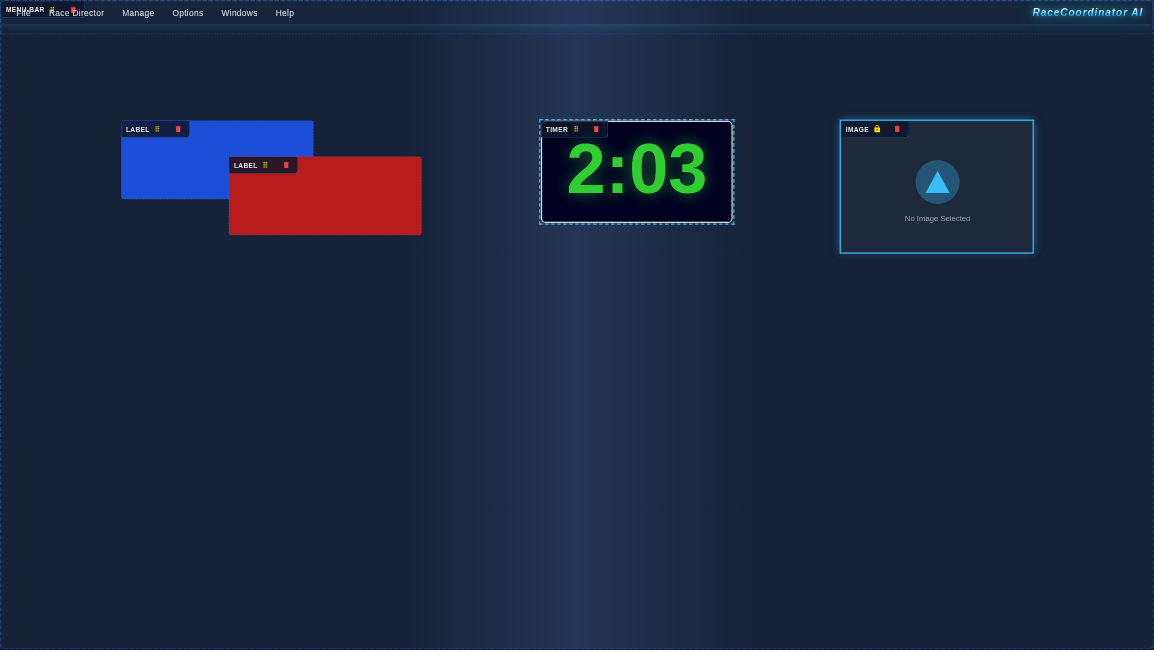 MENU BAR
File Race Director Manage Options Windows Help
RaceCoordinator AI
LABEL
LABEL
TIMER
2:03
IMAGE
No Image Selected